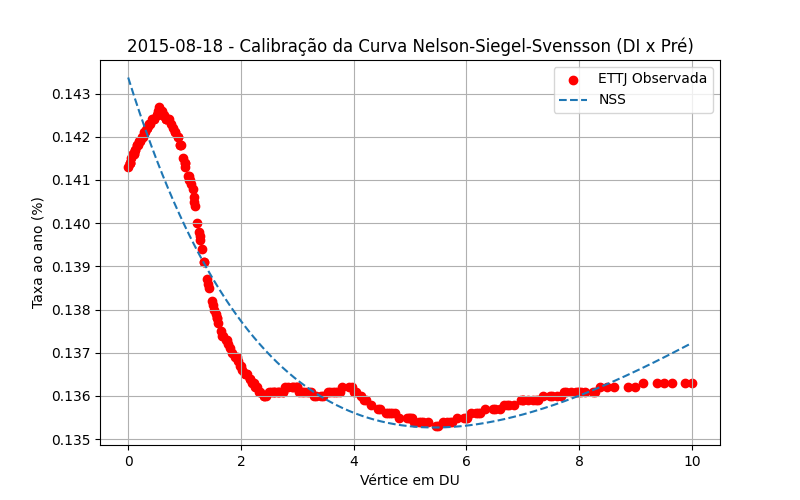 2015-08-18 - Calibração da Curva Nelson-Siegel-Svensson (DI x Pré)
ETTJ Observada
NSS
Taxa ao ano (%)
0.143
0.142
0.141
0.140
0.139
0.138
0.137
0.136
0.135
0 2 4 6 8 10
Vértice em DU